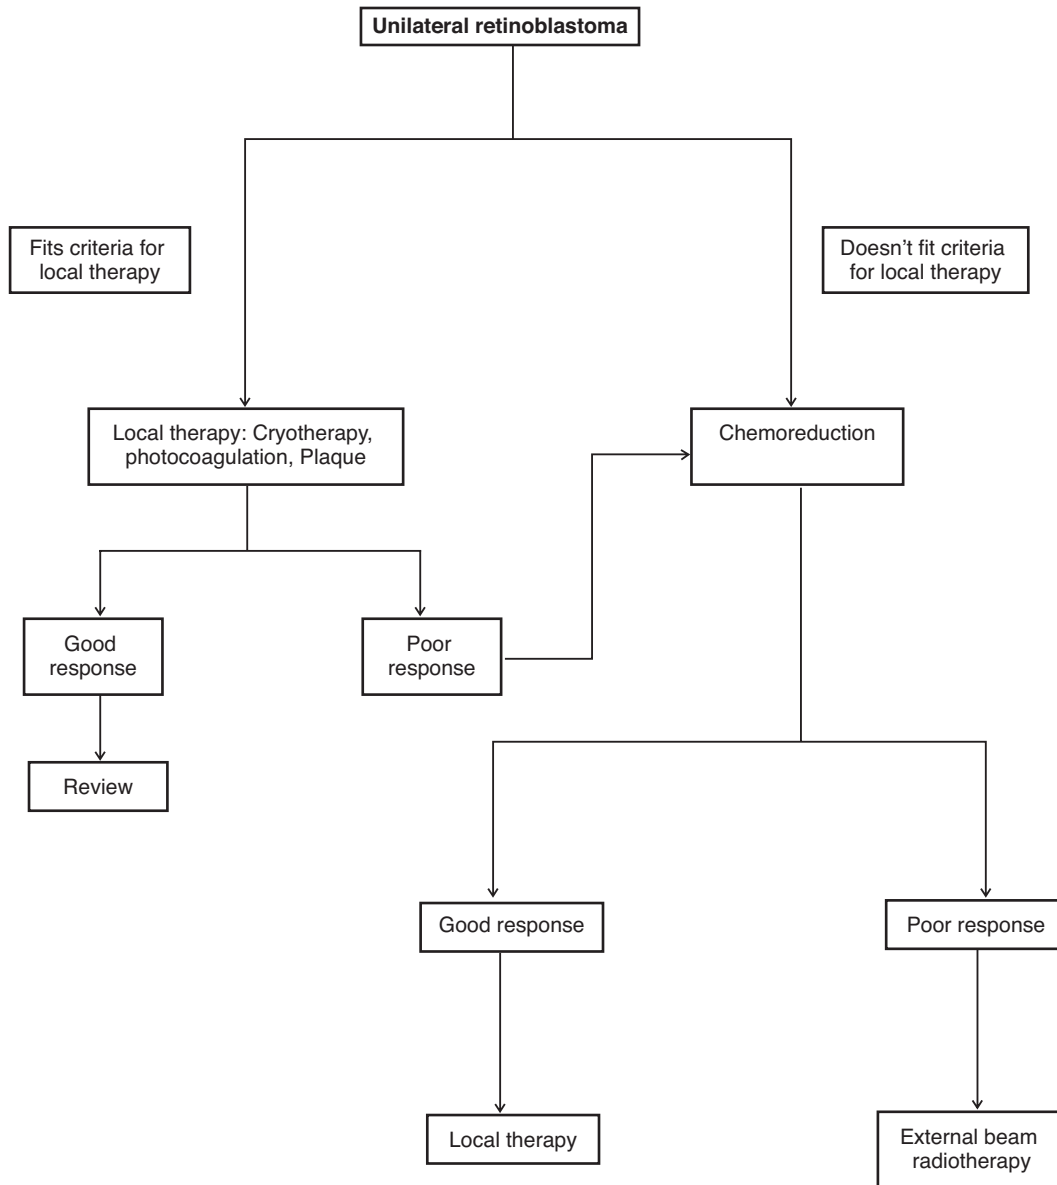 Unilateral retinoblastoma
Fits criteria for
local therapy
Doesn't fit criteria
for local therapy
Local therapy: Cryotherapy,
photocoagulation, Plaque
Chemoreduction
Good
response
Poor
response
Review
Good response
Poor response
Local therapy
External beam
radiotherapy